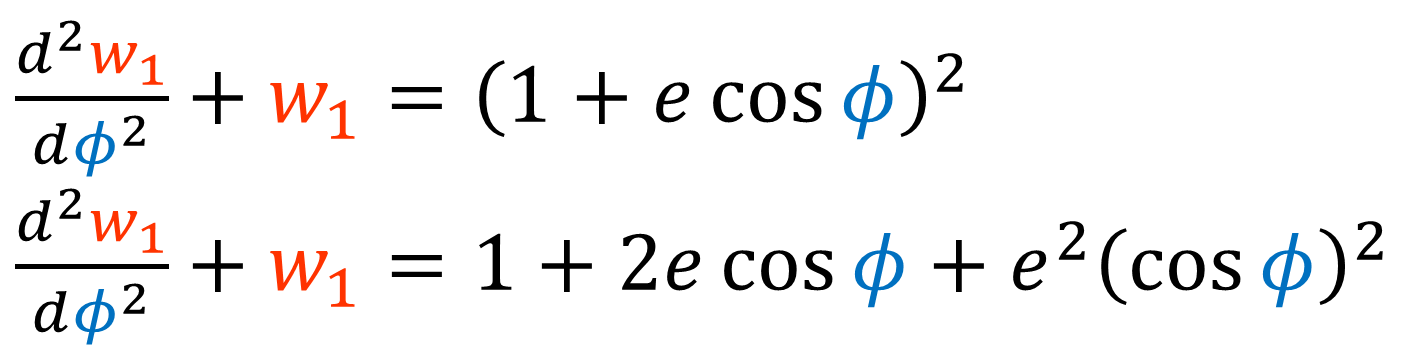 d²w₁/dϕ² + w₁ = (1 + e cos ϕ)²
d²w₁/dϕ² + w₁ = 1 + 2e cos ϕ + e²(cos ϕ)²